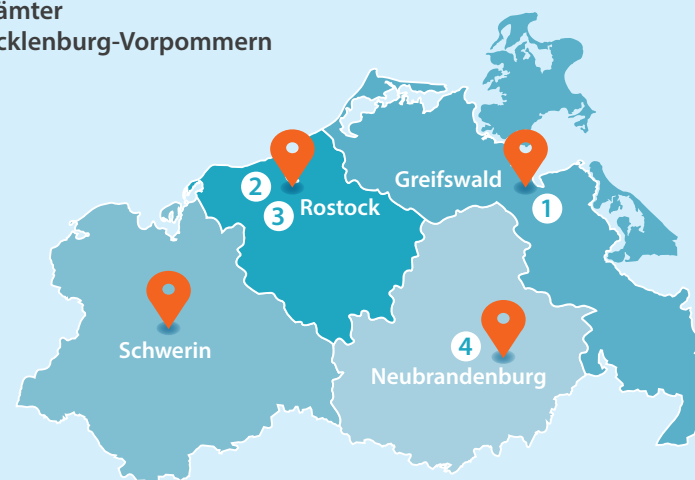 ämter
cklenburg-Vorpommern
Greifswald
1
2
3
Rostock
Schwerin
4
Neubrandenburg